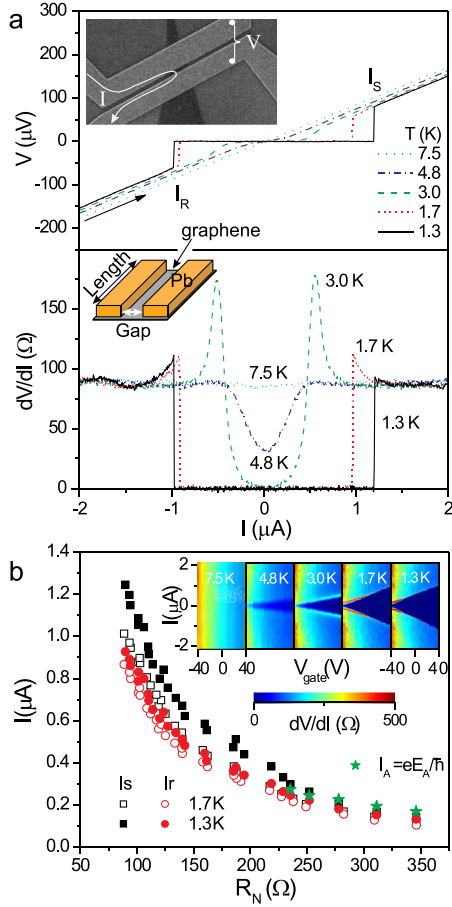 a
200
150
100
50
0
-50
-100
-200
V (μV)
I
V
I_S
I_R
T (K)
7.5
4.8
3.0
1.7
1.3
graphene
Length
Pb
Gap
150
100
50
0
dV/dI (Ω)
3.0 K
7.5 K
1.7 K
4.8 K
1.3 K
-2 -1 0 1 2
I (μA)
b
1.4
1.2
1.0
0.8
0.6
0.4
0.2
0.0
I(μA)
I(μA)
2
0
-2
7.5 K 4.8 K 3.0 K 1.7 K 1.3 K
-40 40 -40 40
V_gate(V)
0 500
dV/dI (Ω)
I_A =eE_A/ħ
Is Ir
1.7 K
1.3 K
50 100 150 200 250 300 350
R_N (Ω)